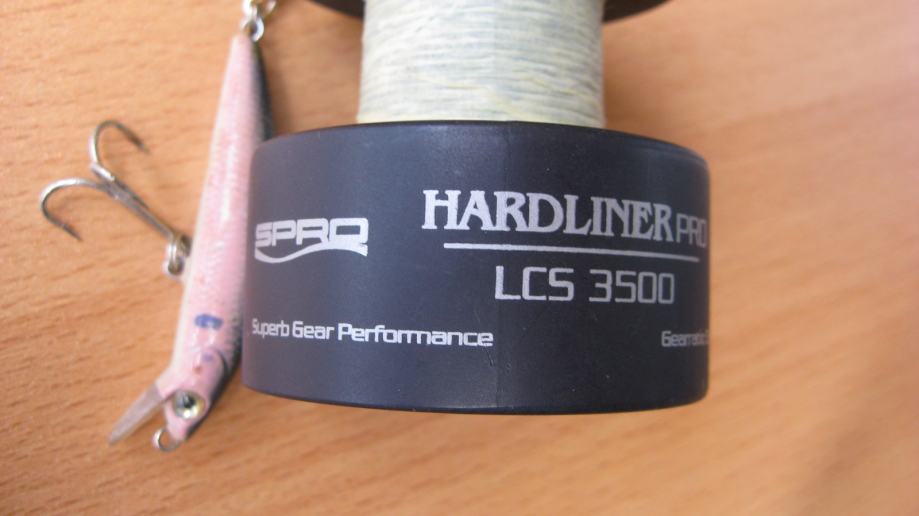 SPRO
HARDLINER PRO
LCS 3500
Superb Gear Performance